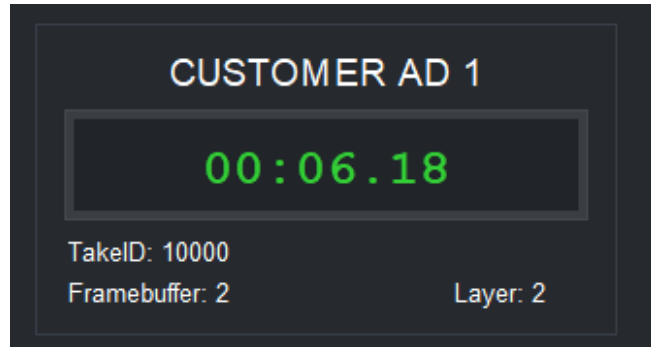 CUSTOMER AD 1
00:06.18
TakeID: 10000
Framebuffer: 2 Layer: 2